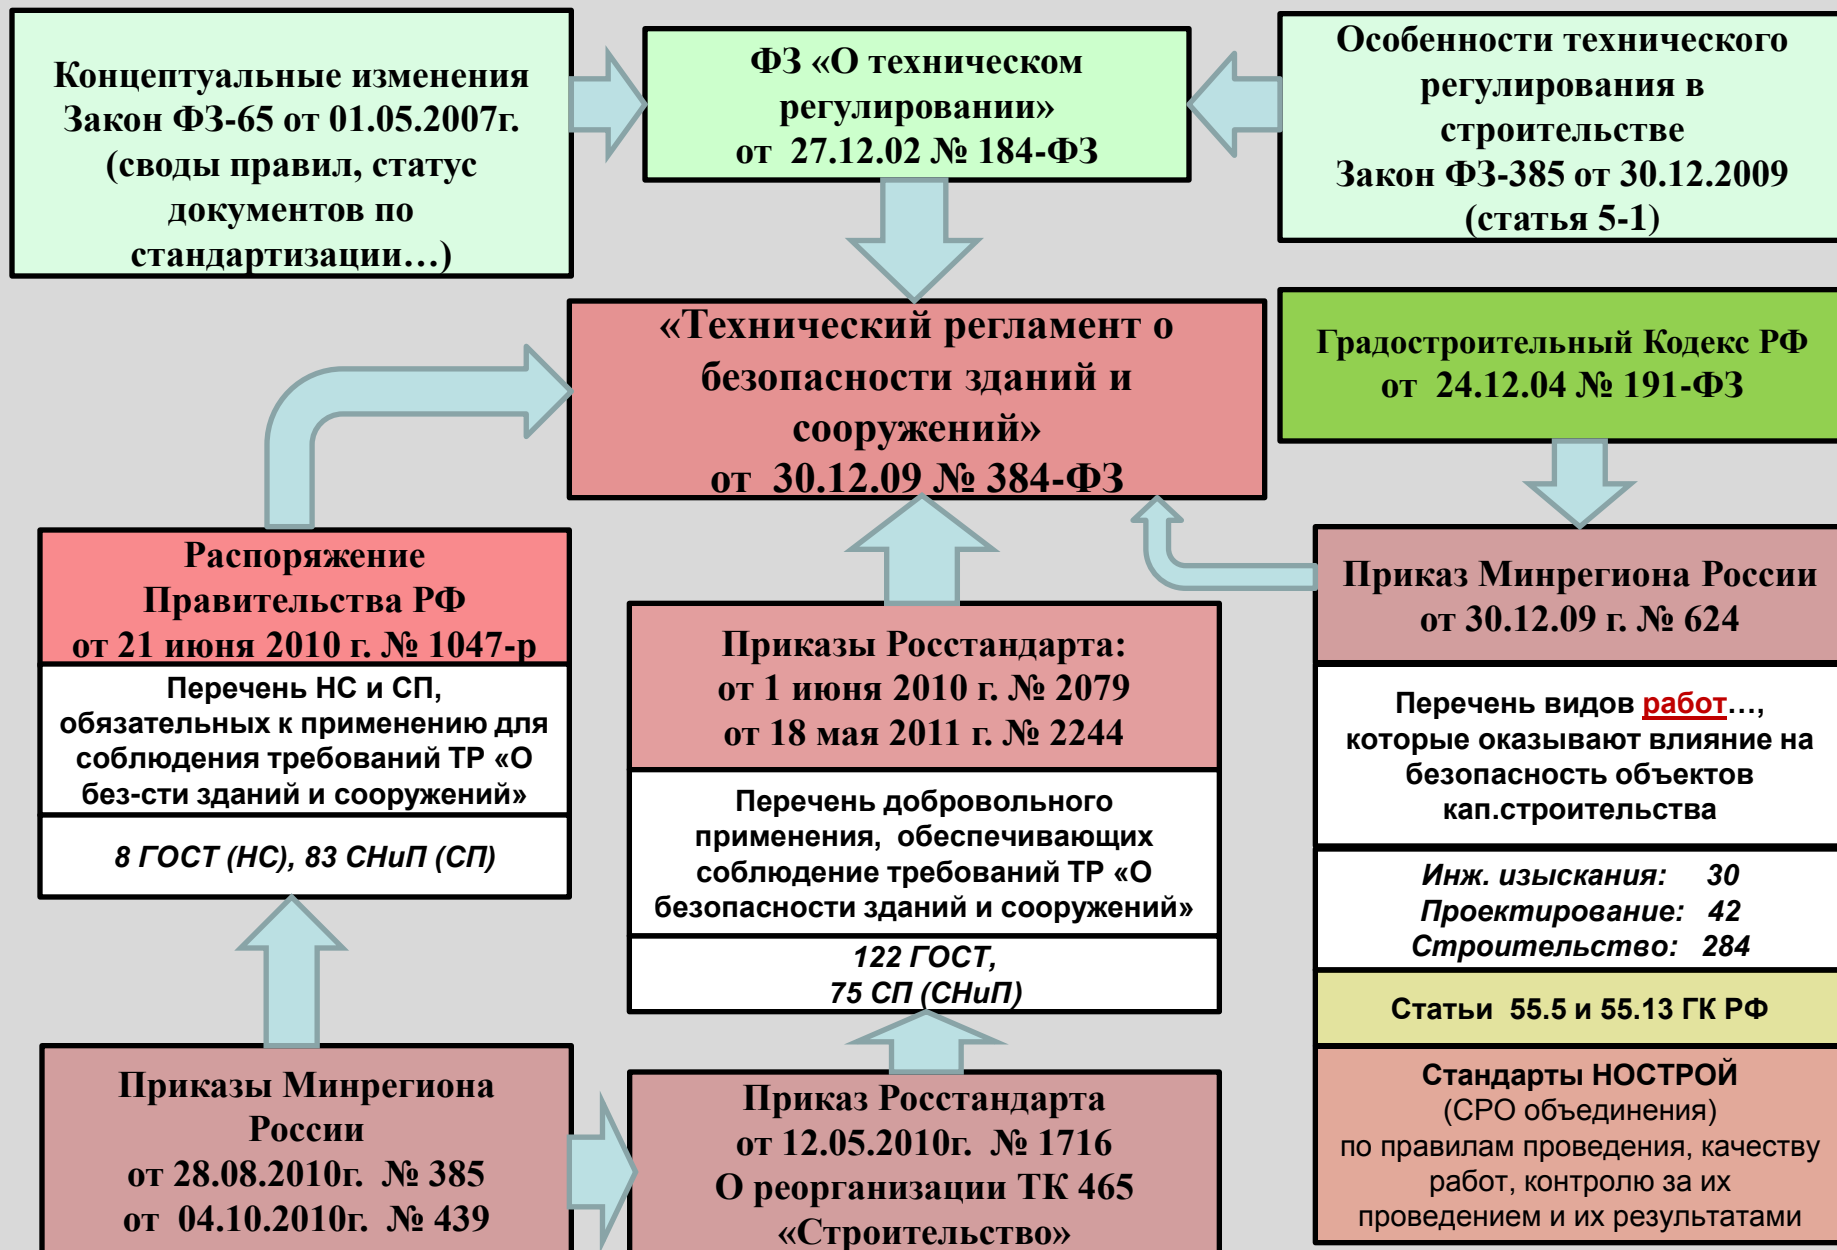 Концептуальные изменения
Закон ФЗ-65 от 01.05.2007г.
(своды правил, статус
документов по
стандартизации…)
ФЗ «О техническом
регулировании»
от 27.12.02 № 184-ФЗ
Особенности технического
регулирования в
строительстве
Закон ФЗ-385 от 30.12.2009
(статья 5-1)
«Технический регламент о
безопасности зданий и
сооружений»
от 30.12.09 № 384-ФЗ
Градостроительный Кодекс РФ
от 24.12.04 № 191-ФЗ
Распоряжение
Правительства РФ
от 21 июня 2010 г. № 1047-р
Перечень НС и СП,
обязательных к применению для
соблюдения требований ТР «О
без-сти зданий и сооружений»
8 ГОСТ (НС), 83 СНиП (СП)
Приказы Росстандарта:
от 1 июня 2010 г. № 2079
от 18 мая 2011 г. № 2244
Перечень добровольного
применения, обеспечивающих
соблюдение требований ТР «О
безопасности зданий и сооружений»
122 ГОСТ,
75 СП (СНиП)
Приказ Минрегиона России
от 30.12.09 г. № 624
Перечень видов работ…,
которые оказывают влияние на
безопасность объектов
кап.строительства
Инж. изыскания: 30
Проектирование: 42
Строительство: 284
Статьи 55.5 и 55.13 ГК РФ
Стандарты НОСТРОЙ
(СРО объединения)
по правилам проведения, качеству
работ, контролю за их
проведением и их результатами
Приказы Минрегиона
России
от 28.08.2010г. № 385
от 04.10.2010г. № 439
Приказ Росстандарта
от 12.05.2010г. № 1716
О реорганизации ТК 465
«Строительство»